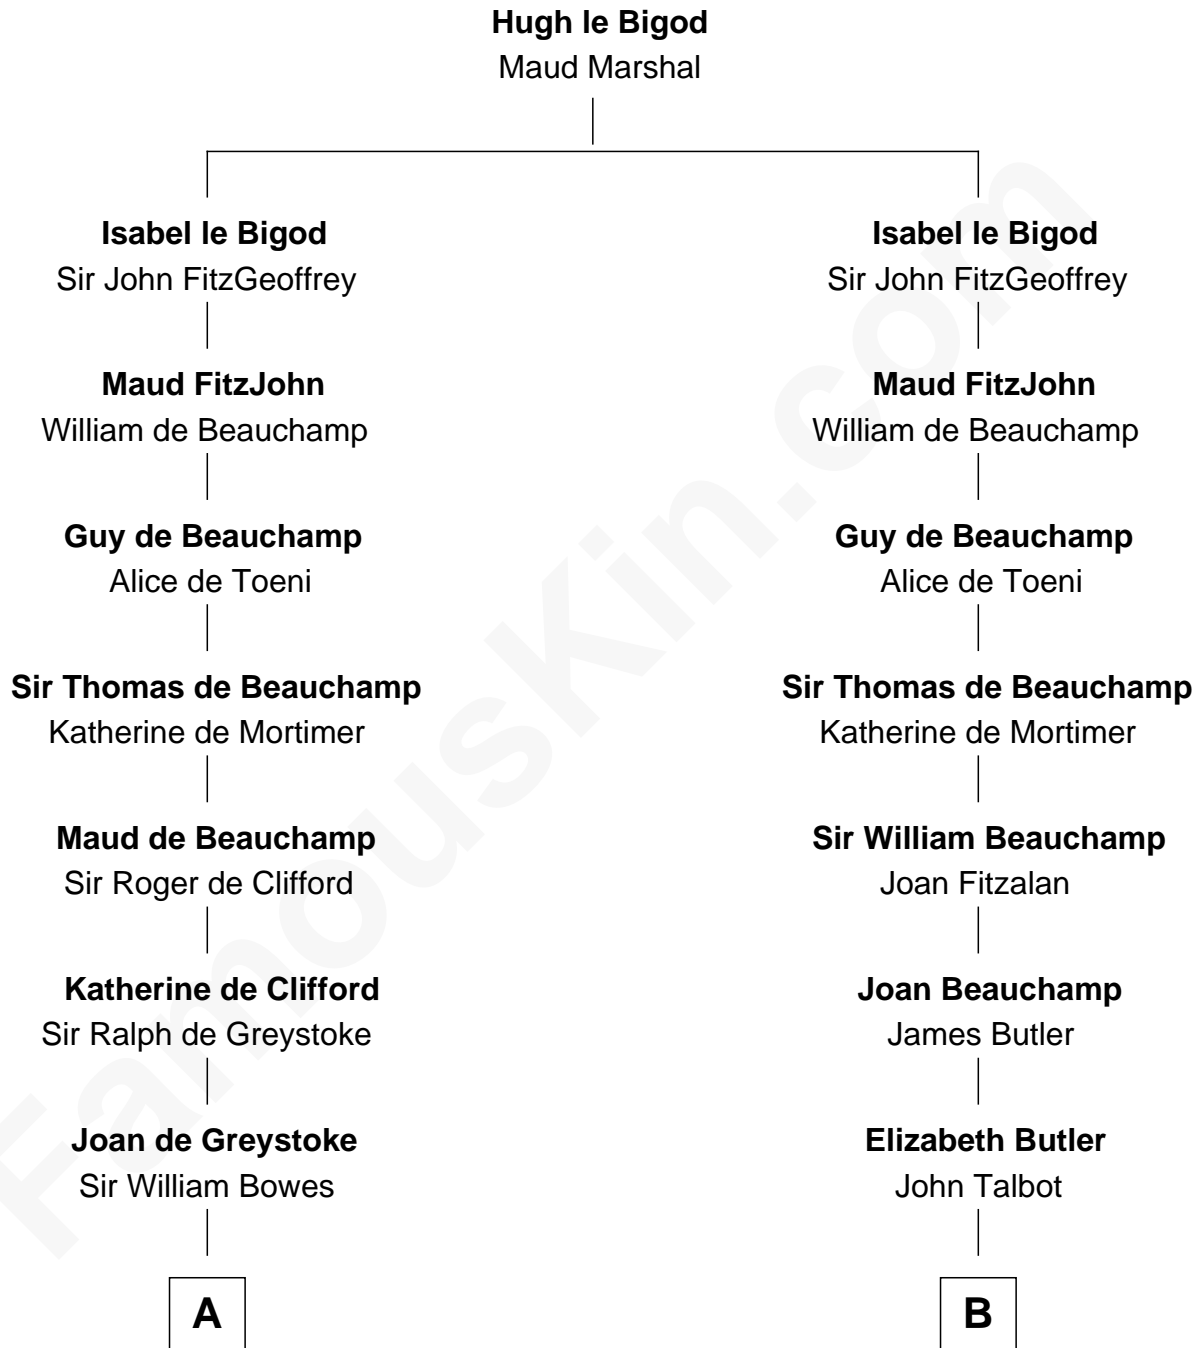 Hugh le Bigod
Maud Marshal
Isabel le Bigod
Sir John FitzGeoffrey
Maud FitzJohn
William de Beauchamp
Guy de Beauchamp
Alice de Toeni
Sir Thomas de Beauchamp
Katherine de Mortimer
Maud de Beauchamp
Sir Roger de Clifford
Katherine de Clifford
Sir Ralph de Greystoke
Joan de Greystoke
Sir William Bowes
A
Isabel le Bigod
Sir John FitzGeoffrey
Maud FitzJohn
William de Beauchamp
Guy de Beauchamp
Alice de Toeni
Sir Thomas de Beauchamp
Katherine de Mortimer
Sir William Beauchamp
Joan Fitzalan
Joan Beauchamp
James Butler
Elizabeth Butler
John Talbot
B
FamousKin.com